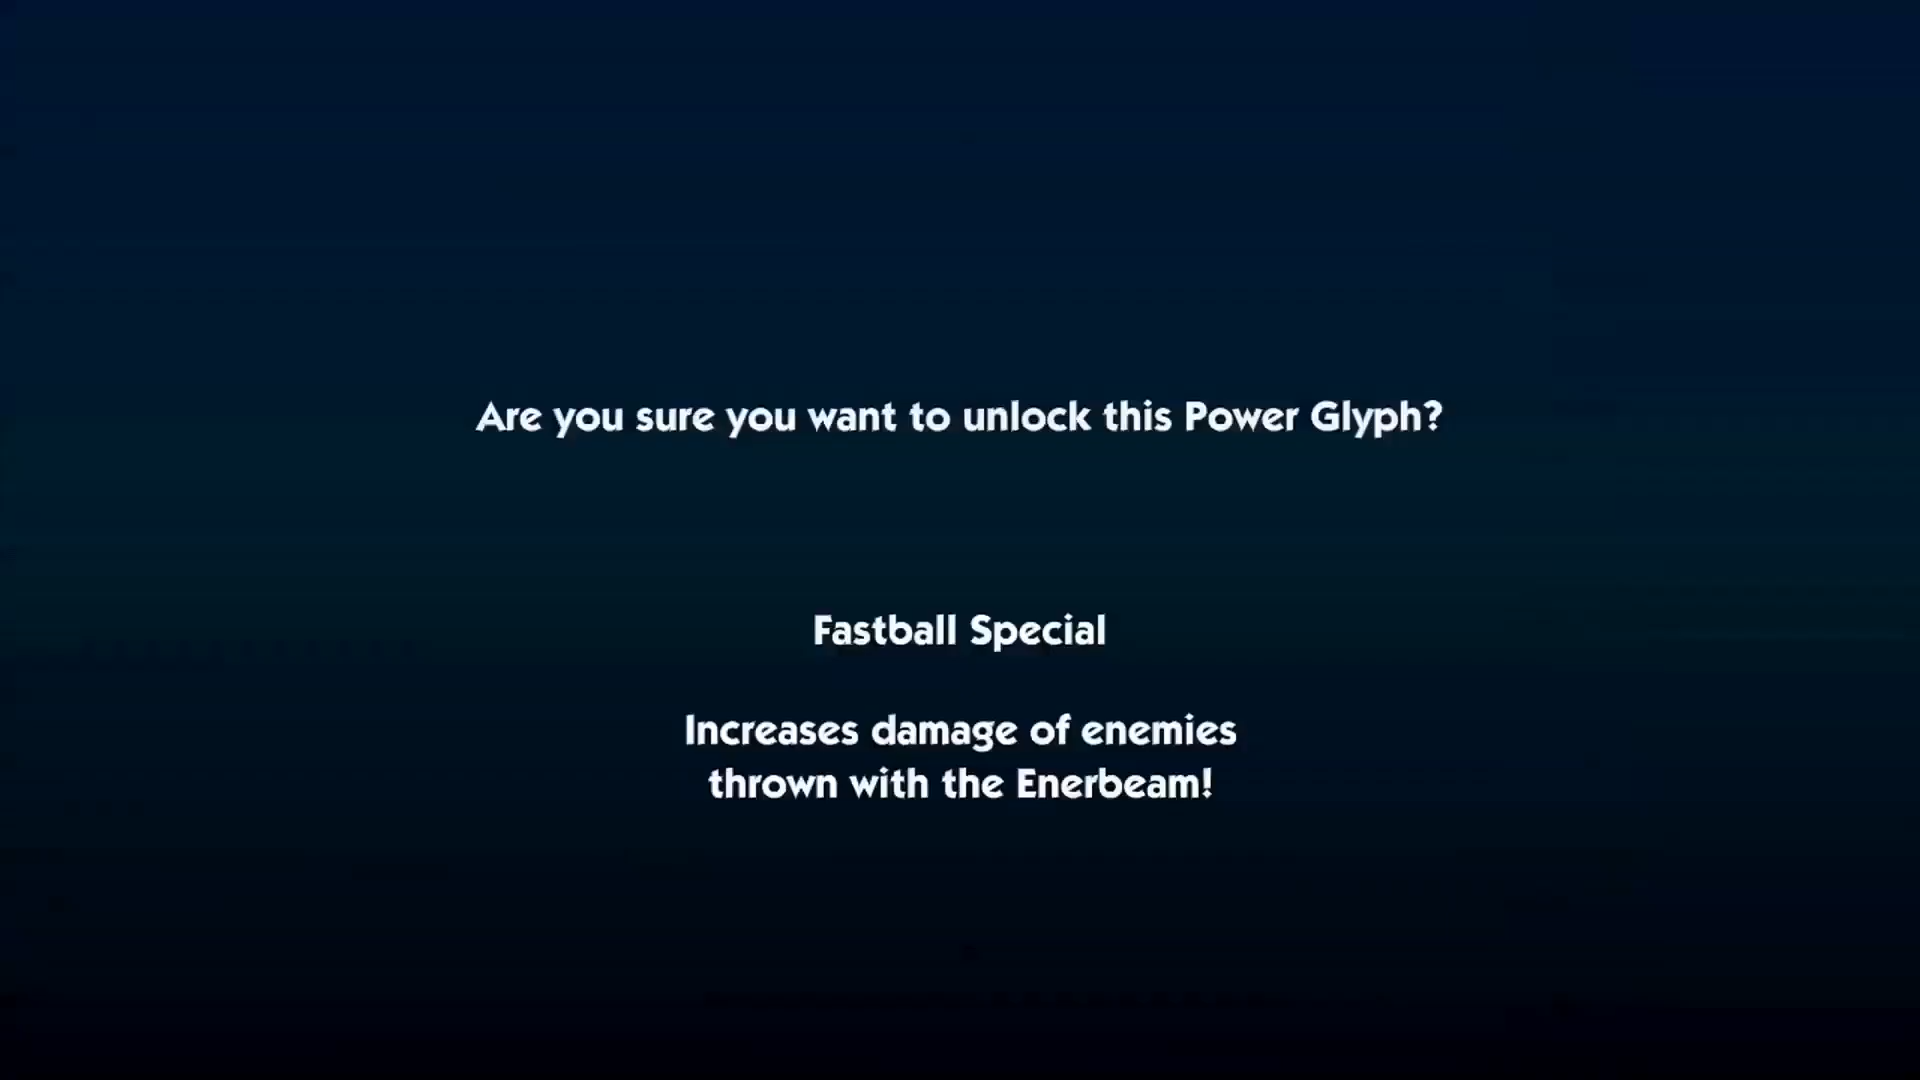 Are you sure you want to unlock this Power Glyph?
Fastball Special
Increases damage of enemies
thrown with the Enerbeam!